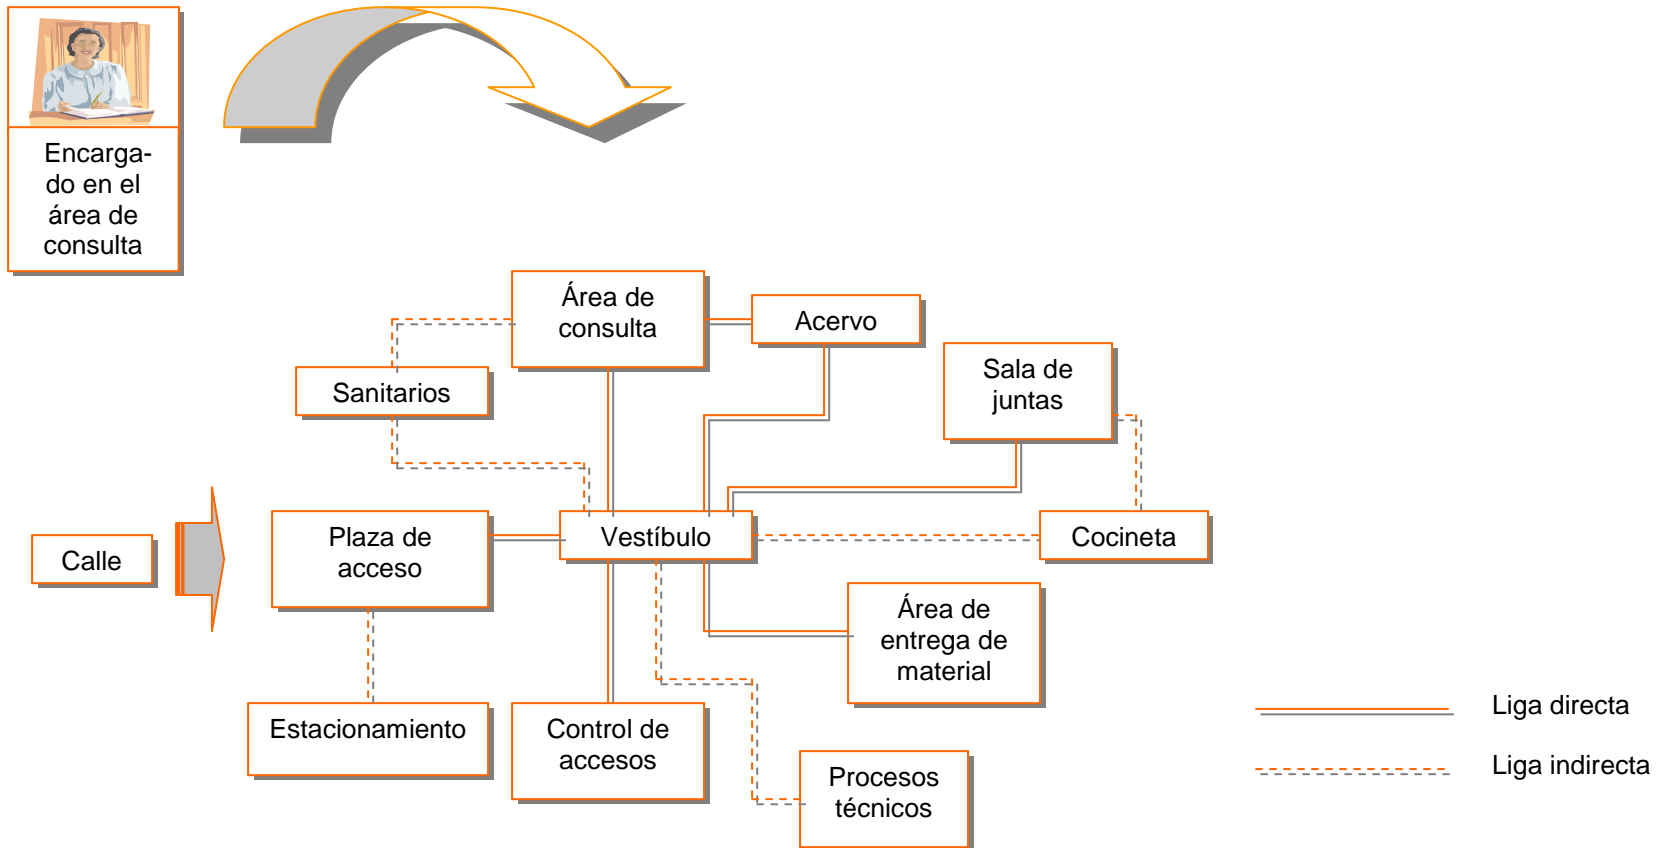 Encarga-
do en el
área de
consulta
Área de
consulta
Acervo
Sala de
juntas
Sanitarios
Calle
Plaza de
acceso
Vestíbulo
Cocineta
Área de
entrega de
material
Estacionamiento
Control de
accesos
Procesos
técnicos
Liga directa
Liga indirecta